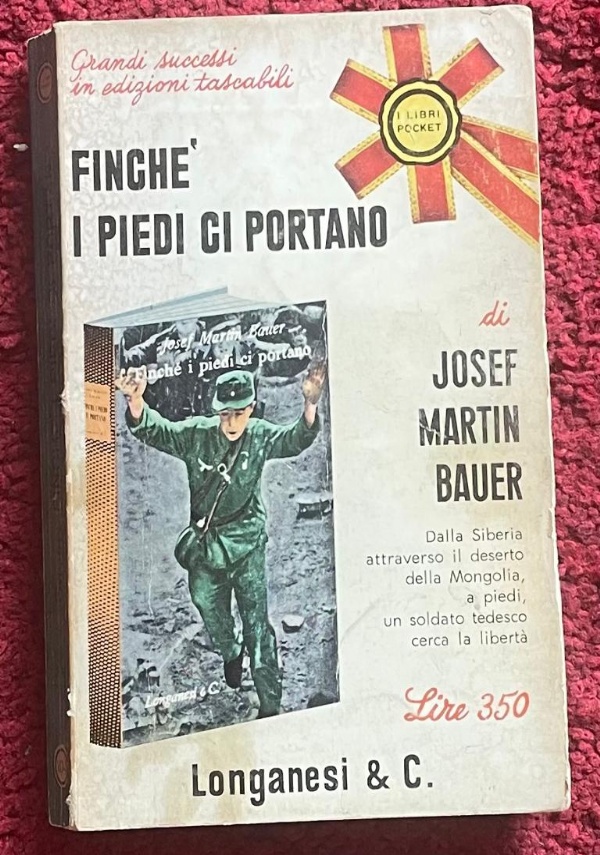 Grandi successi
in edizioni tascabili
I LIBRI
POCKET
FINCHE'
I PIEDI CI PORTANO
di
JOSEF
MARTIN
BAUER
Josef Martin Bauer
Finchè i piedi ci portano
Longanesi & C.
Dalla Siberia
attraverso il deserto
della Mongolia,
a piedi,
un soldato tedesco
cerca la libertà
Lire 350
Longanesi & C.